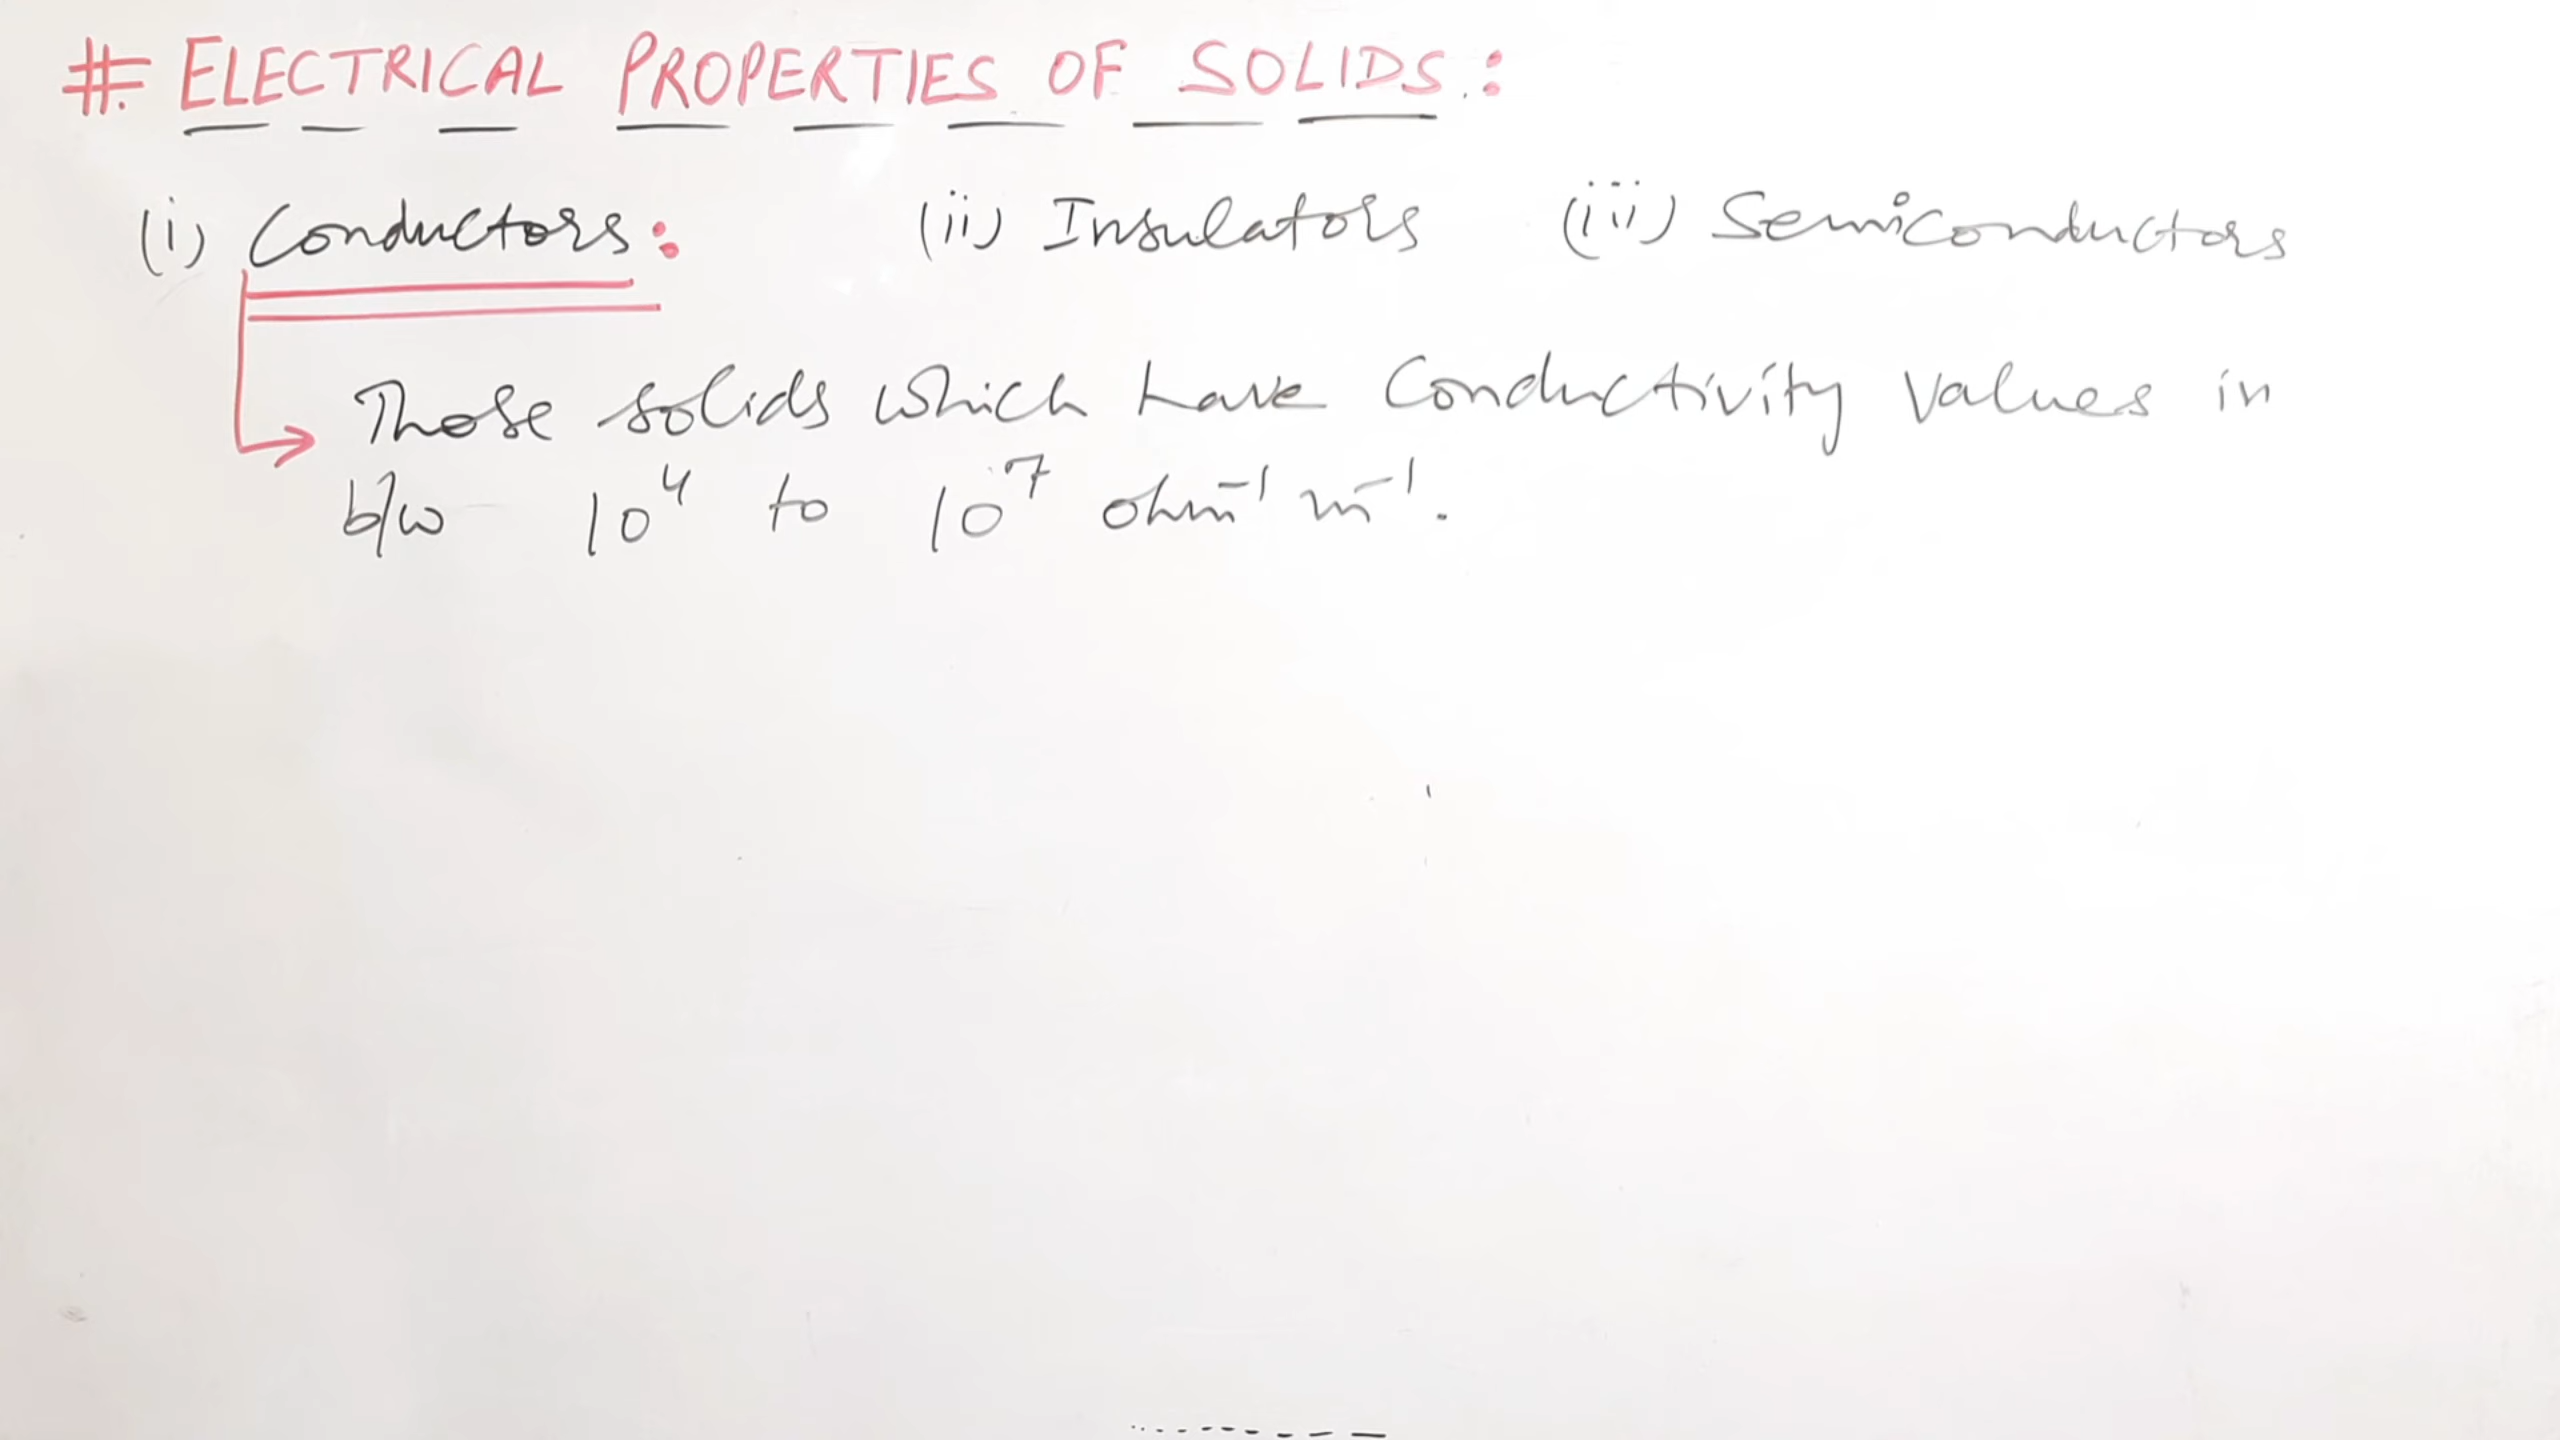 # ELECTRICAL PROPERTIES OF SOLIDS :
(i) Conductors : (ii) Insulators (iii) Semiconductors
Those solids which have Conductivity values in
b/w 10⁴ to 10⁷ ohm⁻¹ m⁻¹.